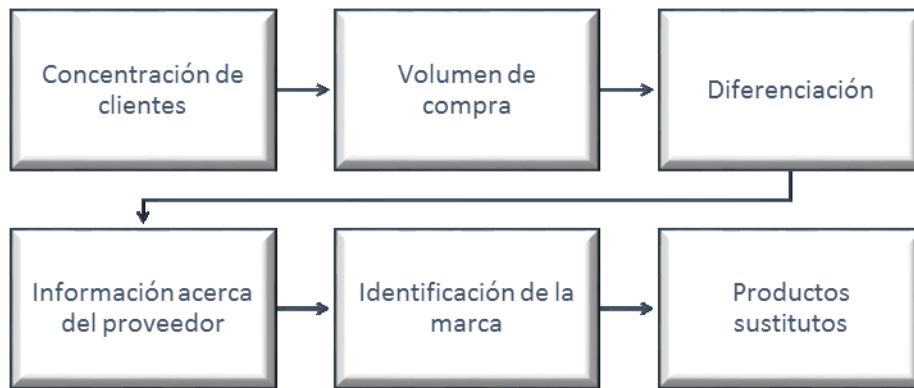 Concentración de
clientes
Volumen de
compra
Diferenciación
Información acerca
del proveedor
Identificación de la
marca
Productos
sustitutos